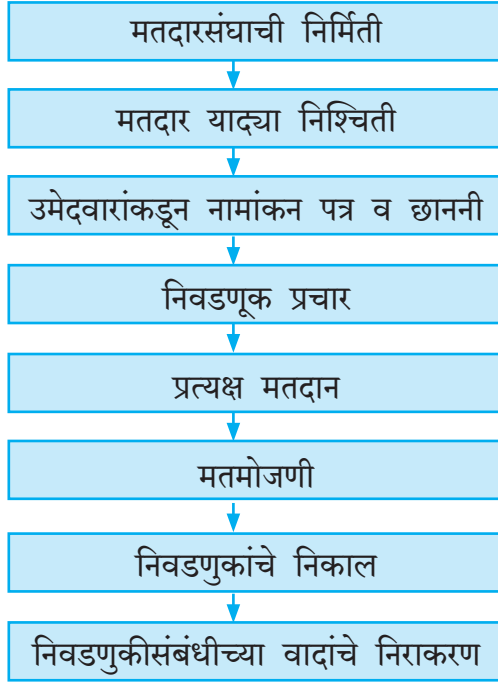 मतदारसंघाची निर्मिती
मतदार याद्या निश्चिती
उमेदवारांकडून नामांकन पत्र व छाननी
निवडणूक प्रचार
प्रत्यक्ष मतदान
मतमोजणी
निवडणुकांचे निकाल
निवडणुकीसंबंधीच्या वादांचे निराकरण